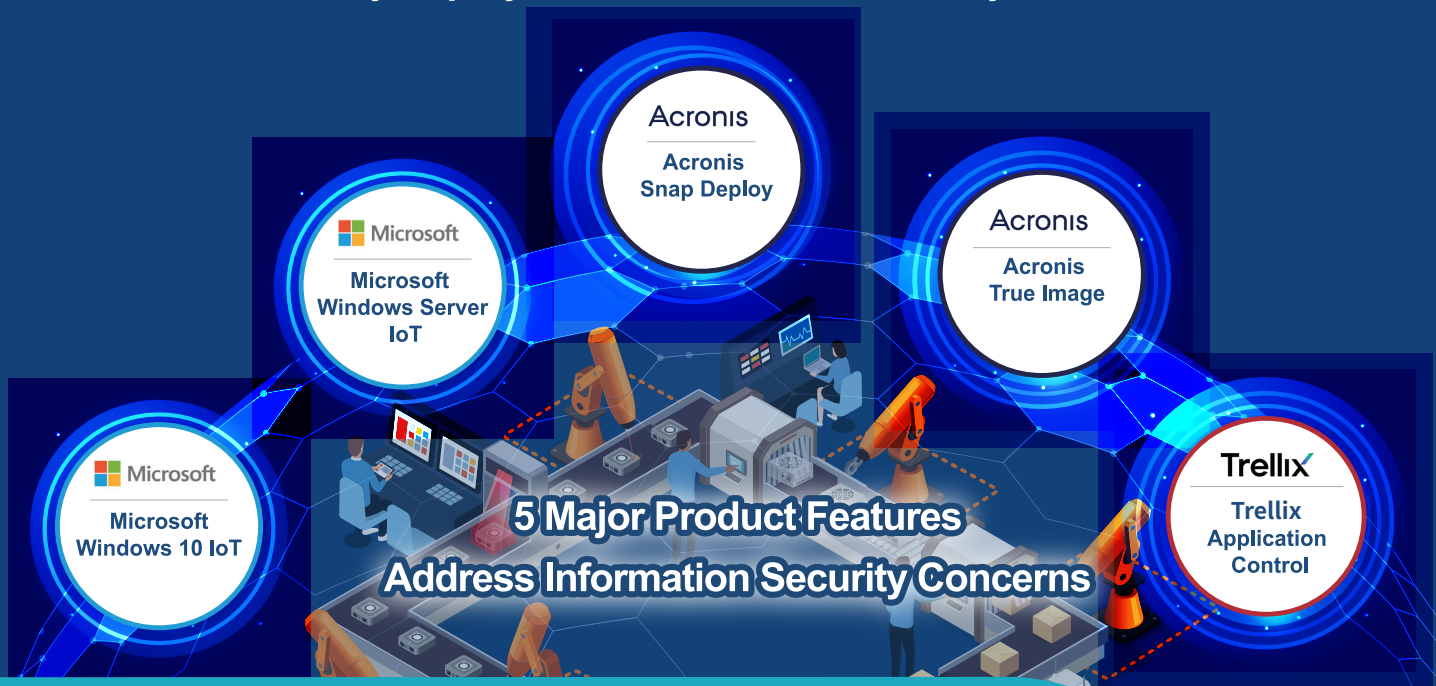 Acronis
Acronis
Snap Deploy
Microsoft
Microsoft
Windows Server
IoT
Acronis
Acronis
True Image
Microsoft
Microsoft
Windows 10 IoT
Trellix
Trellix
Application
Control
5 Major Product Features
Address Information Security Concerns